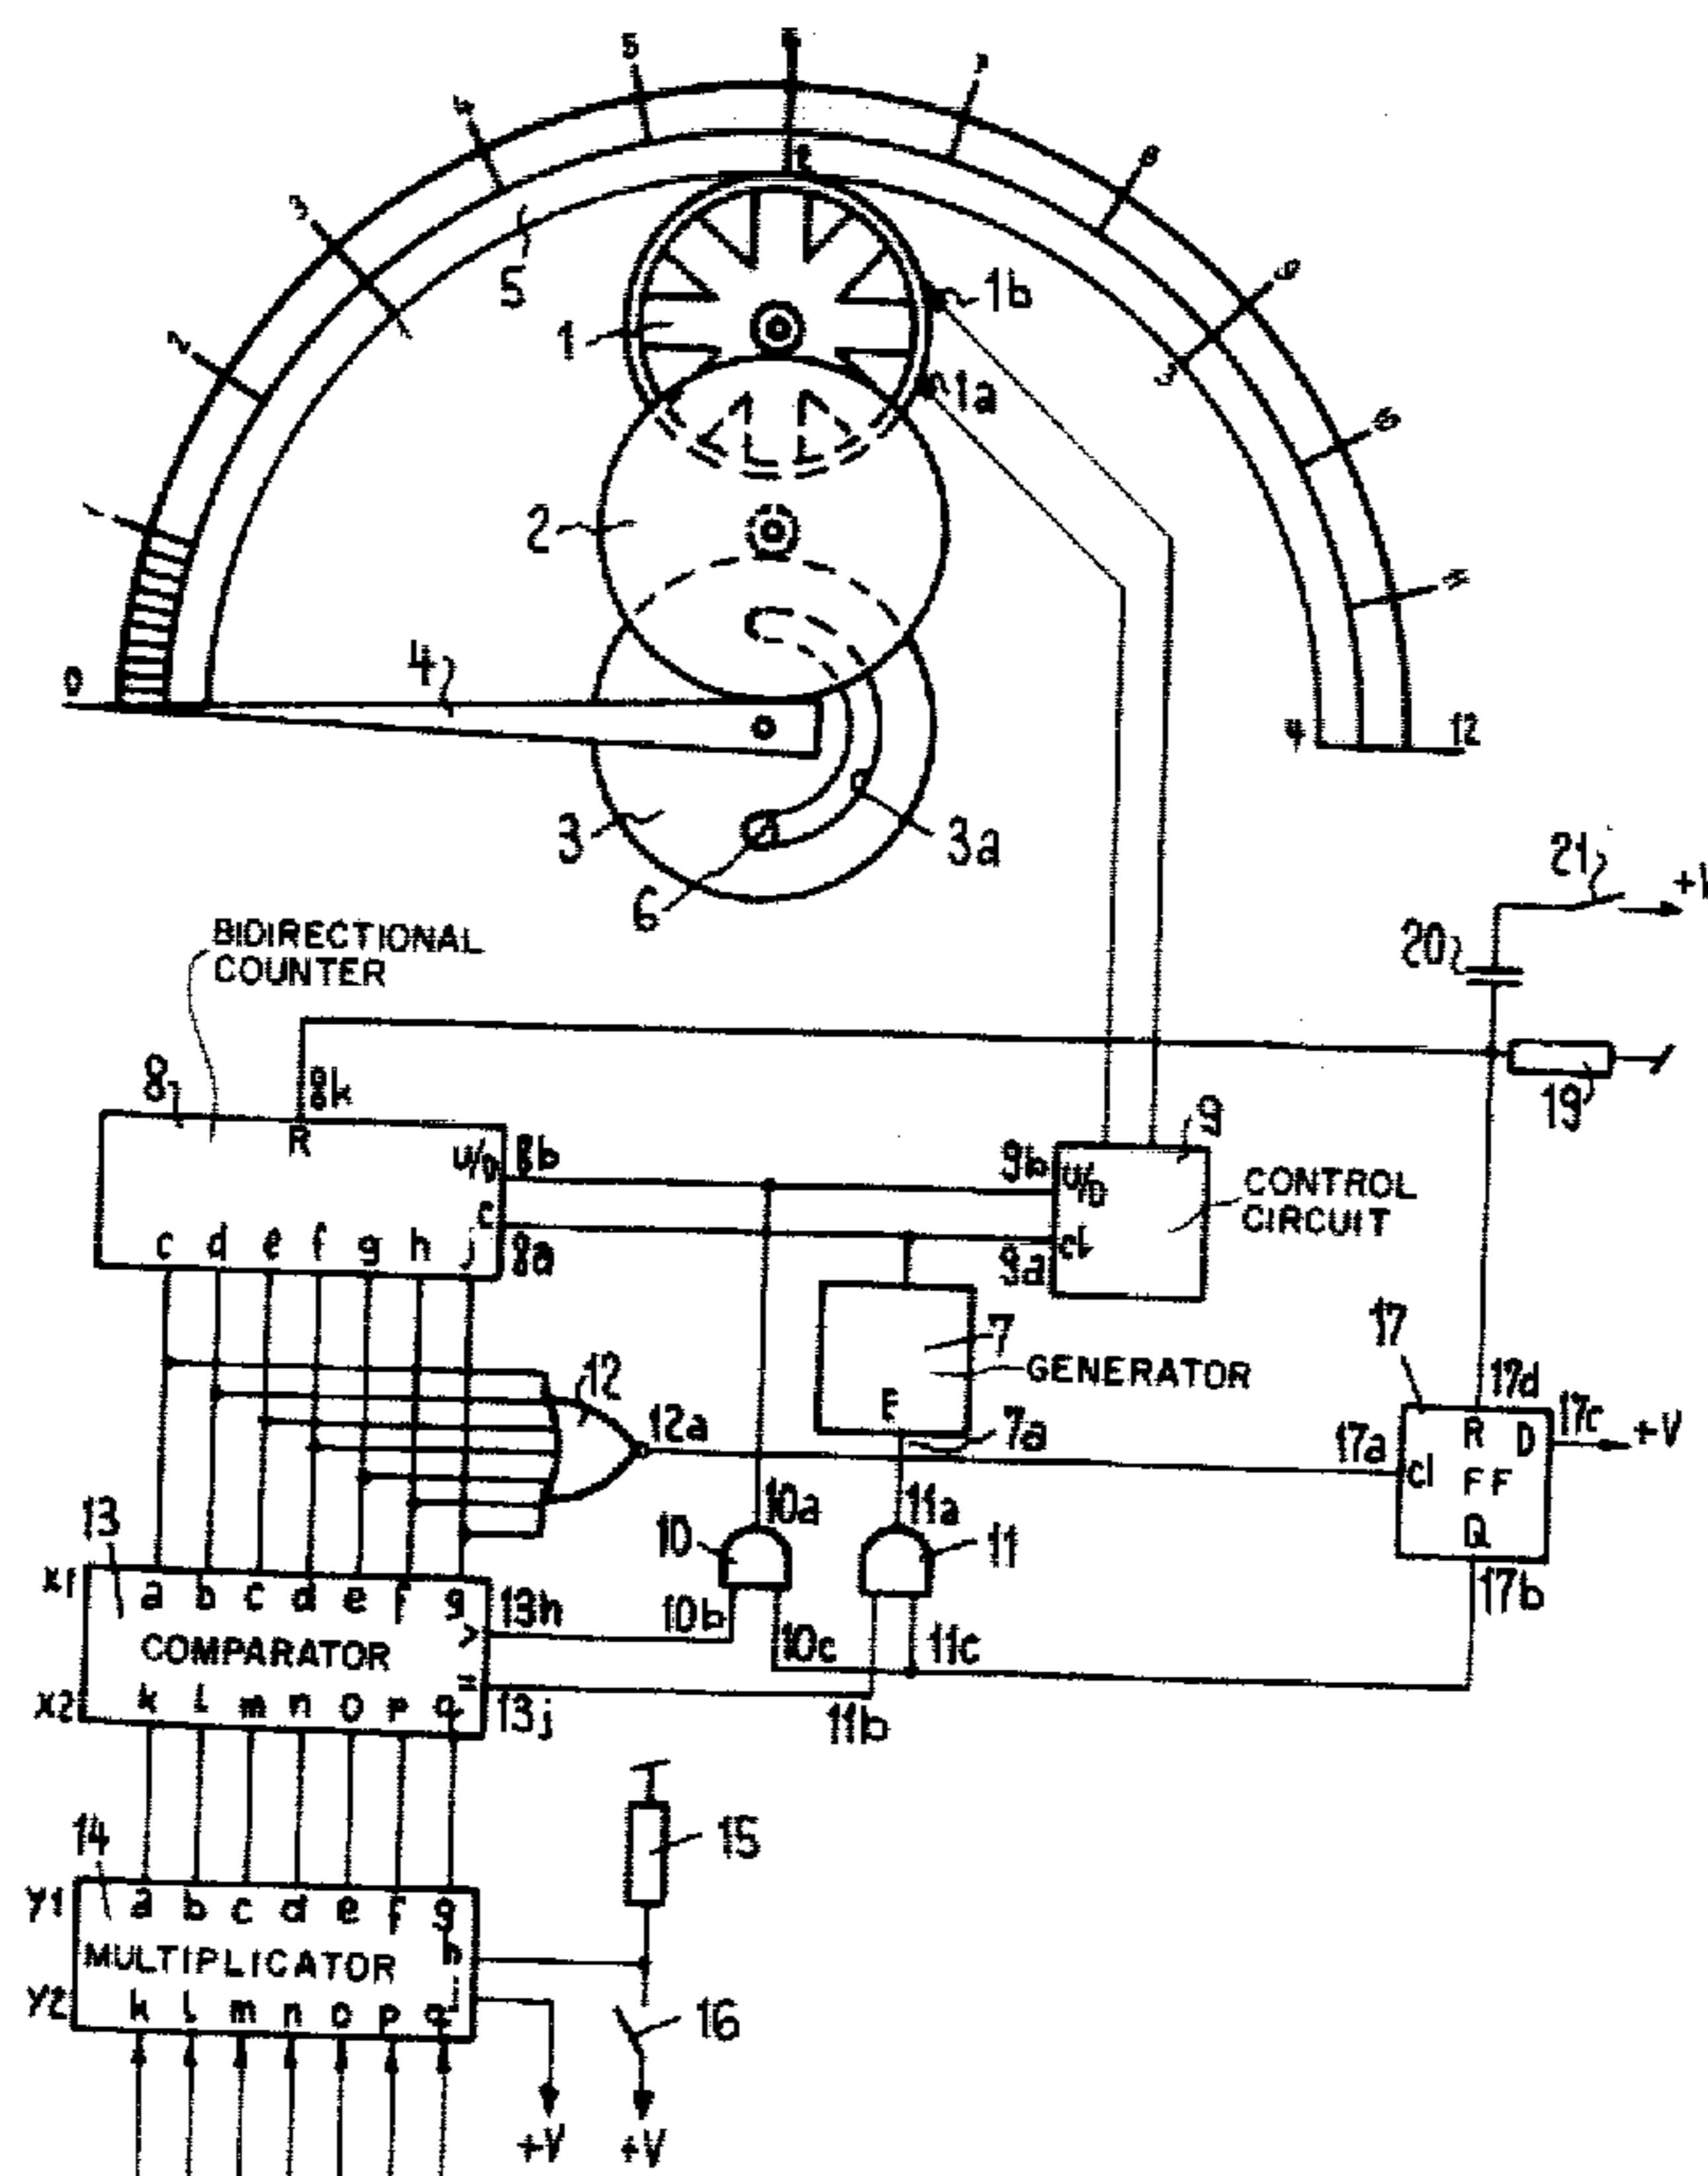 5
4
3
2
0
5
1
1b
1a
2
4
3
3a
6
4 12
21
+V
20
19
BIDIRECTIONAL
COUNTER
8
8k
R
U/D 8b
c
8a
c d e f g h j
9
9b U/D
cl
9a
CONTROL
CIRCUIT
7
GENERATOR
E
7a
12
12a
17
17d
17c +V
17a
R D
cl FF
Q
17b
10a
10
11a
11
10b
10c
11c
11b
13
X1 a b c d e f g 13h
>
COMPARATOR
=
X2 k l m n o p q 13j
14
15
Y1 a b c d e f g
h
MULTIPLICATOR
j
Y2 k l m n o p q
16
+V +V